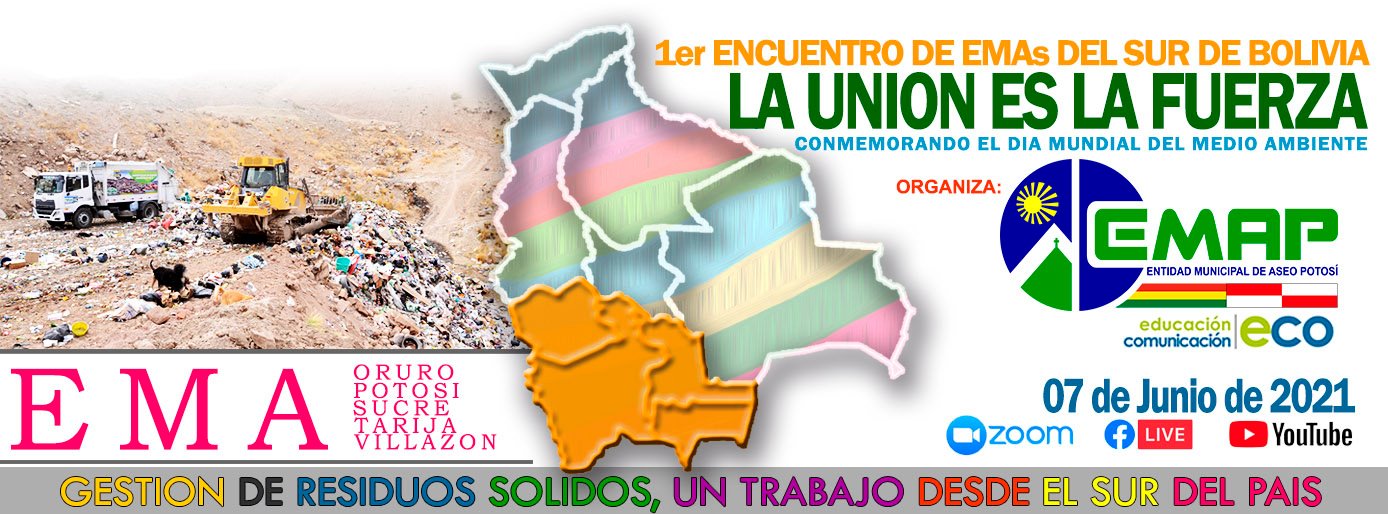 1er ENCUENTRO DE EMAs DEL SUR DE BOLIVIA
LA UNION ES LA FUERZA
CONMEMORANDO EL DIA MUNDIAL DEL MEDIO AMBIENTE
ORGANIZA:
EMAP
ENTIDAD MUNICIPAL DE ASEO POTOSÍ
educación
comunicación
eco
07 de Junio de 2021
zoom
LIVE
YouTube
EMA
ORURO
POTOSI
SUCRE
TARIJA
VILLAZON
GESTION DE RESIDUOS SOLIDOS, UN TRABAJO DESDE EL SUR DEL PAIS